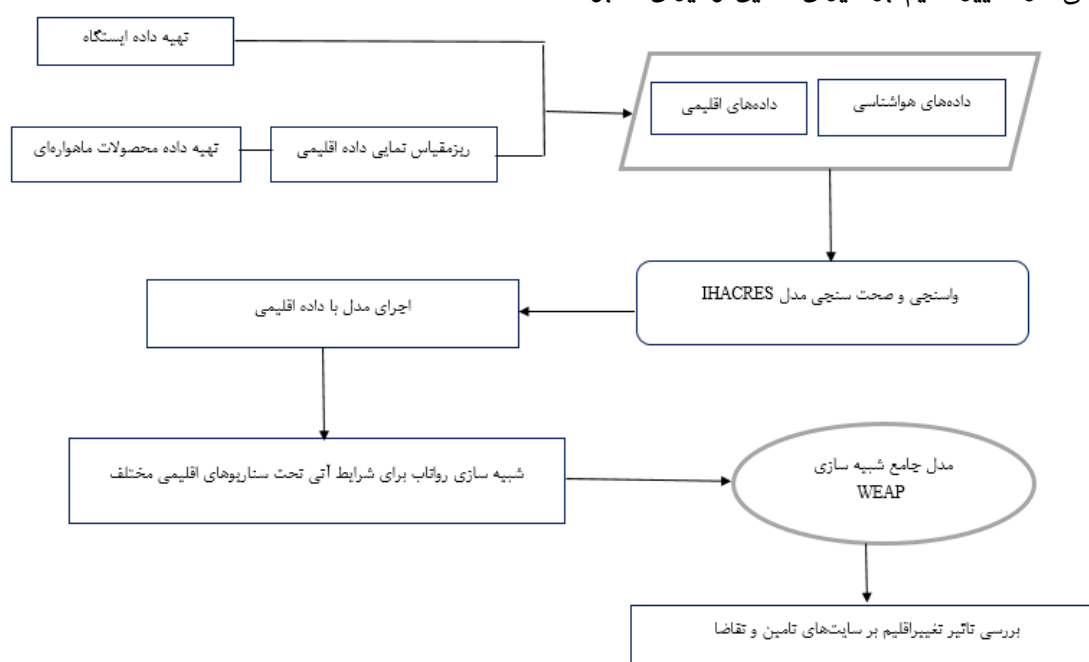 تهیه داده ایستگاه
داده‌های هواشناسی
داده‌های اقلیمی
تهیه داده محصولات ماهواره‌ای
ریزمقیاس نمایی داده اقلیمی
واسنجی و صحت سنجی مدل IHACRES
اجرای مدل با داده اقلیمی
شبیه سازی رواناب برای شرایط آتی تحت سناریوهای اقلیمی مختلف
مدل جامع شبیه سازی
WEAP
بررسی تاثیر تغییراقلیم بر سایت‌های تامین و تقاضا